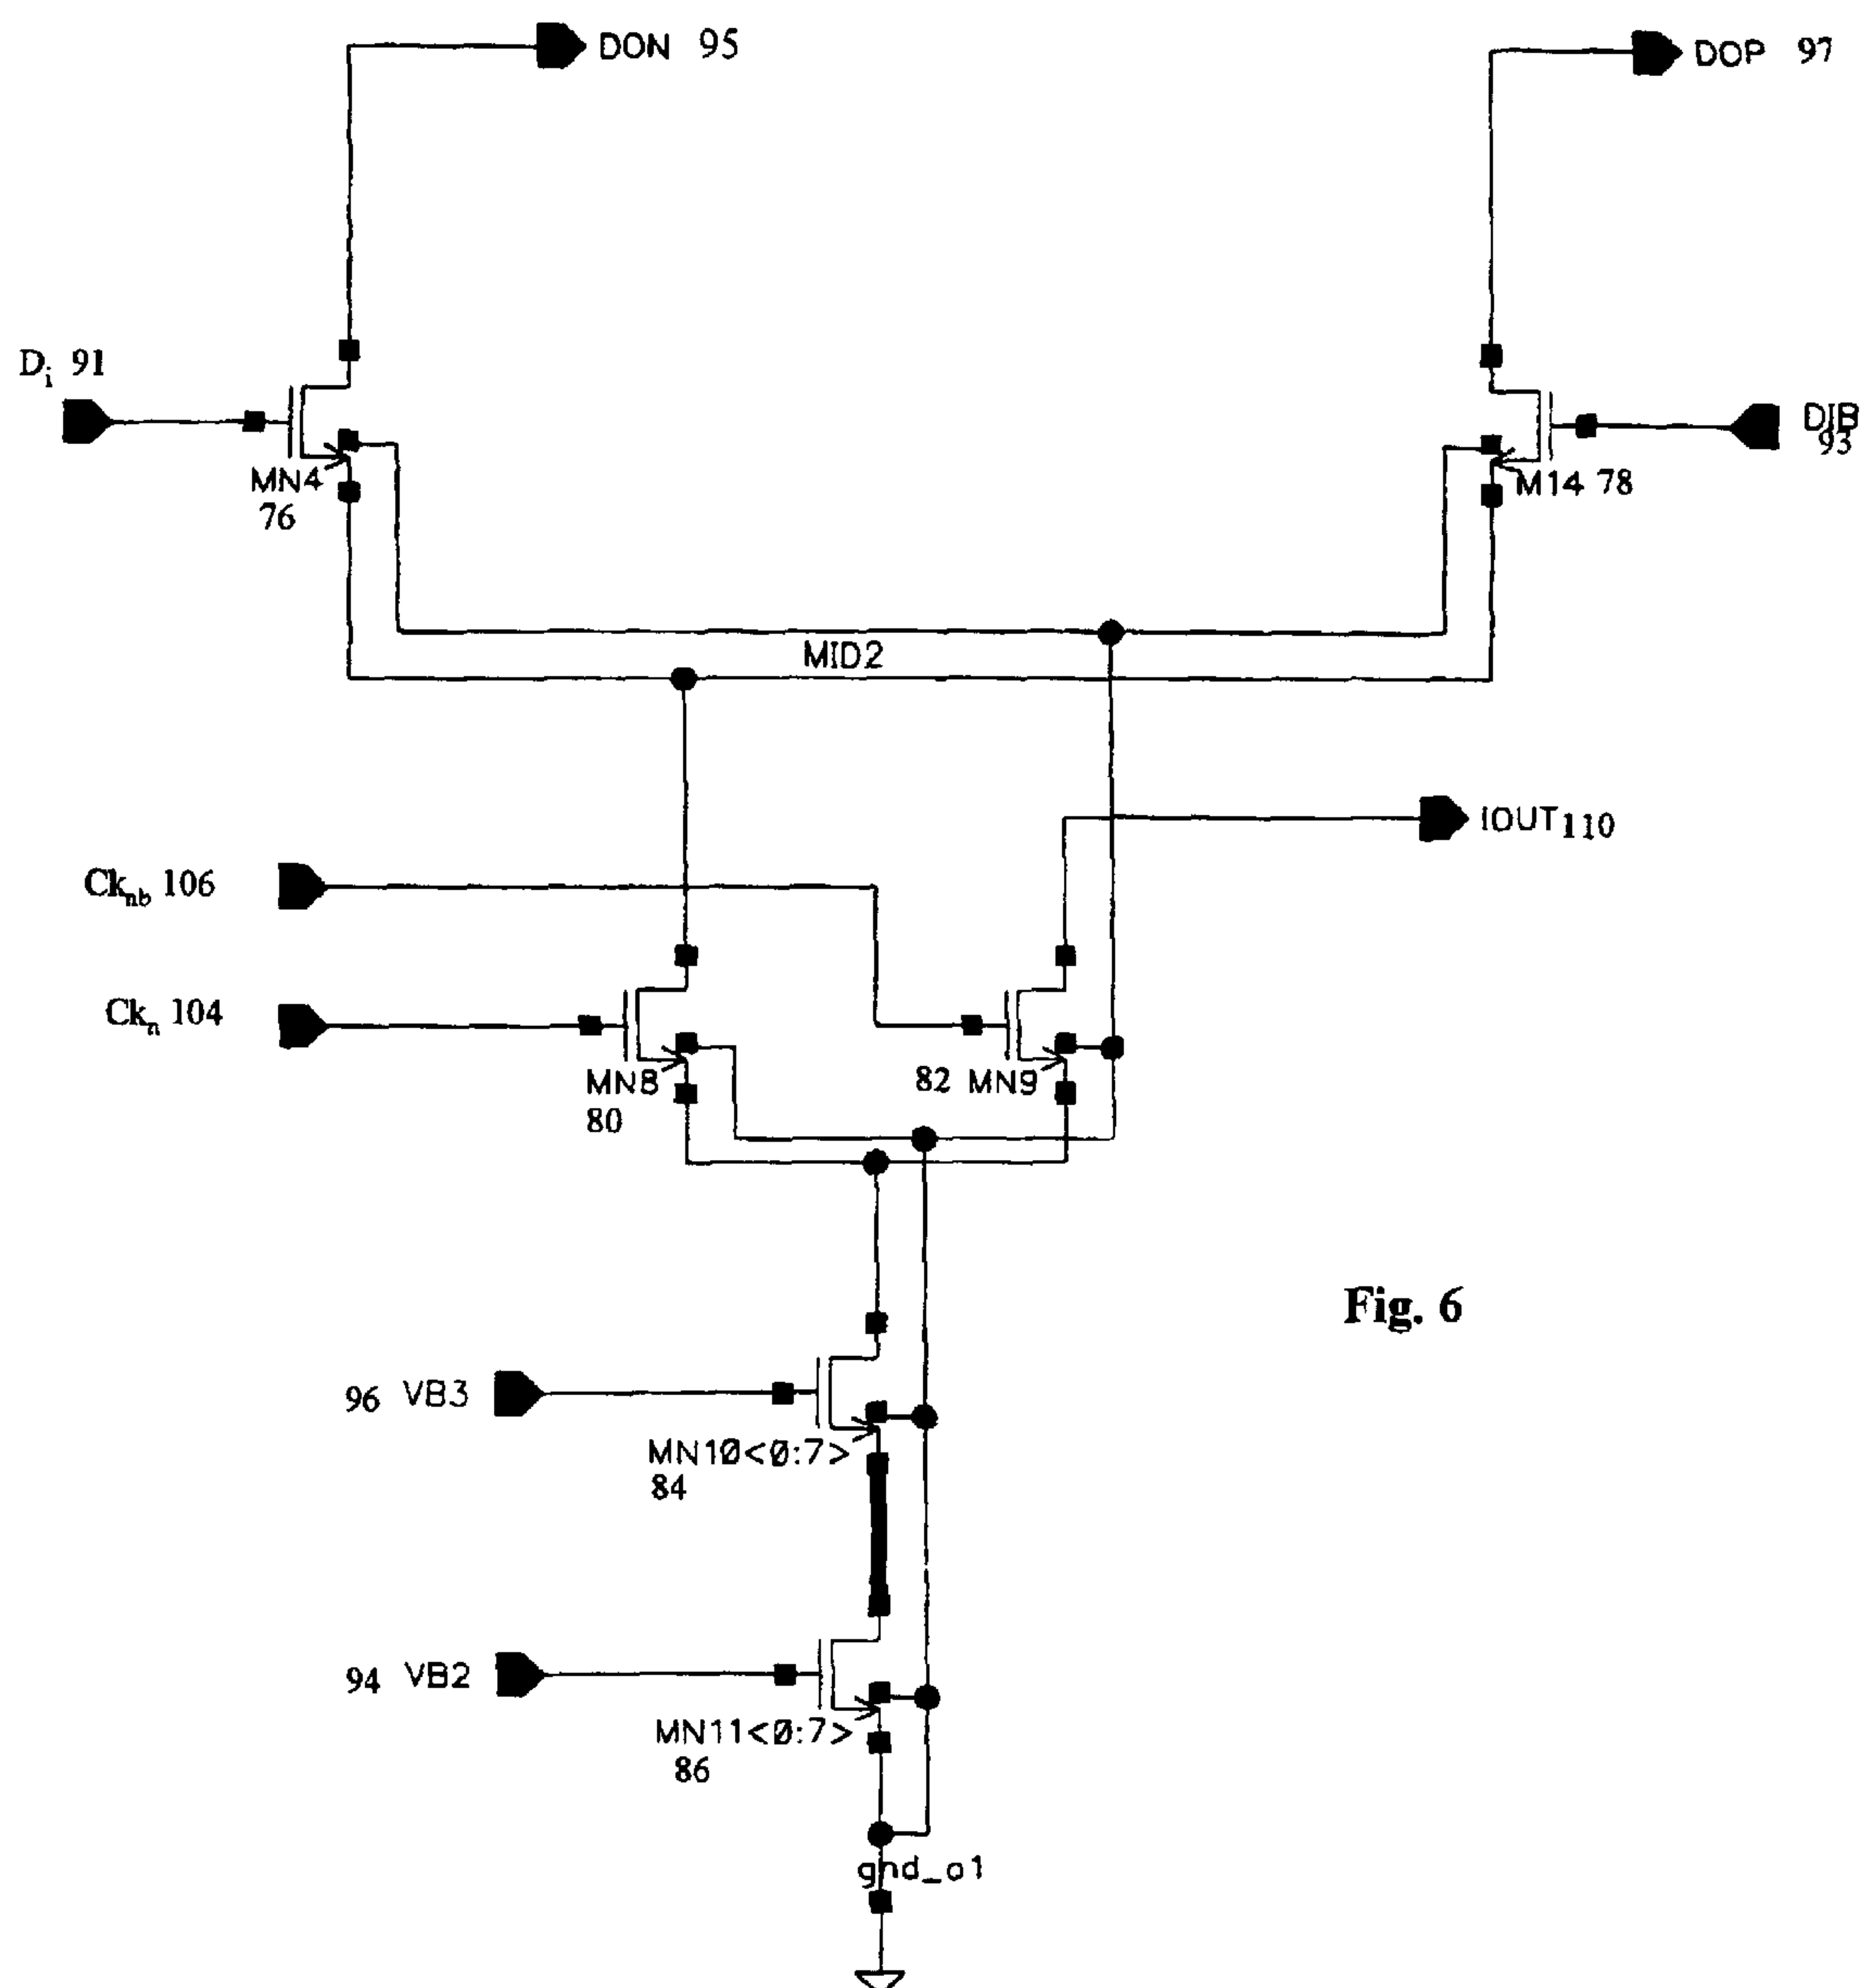 DON 95
DOP 97
Di 91
DIB
93
MN4
76
M14 78
MID2
IOUT110
Cknb 106
Ckn 104
MN8
80
82 MN9
Fig. 6
96 VB3
MN10<0:7>
84
94 VB2
MN11<0:7>
86
gnd_a1